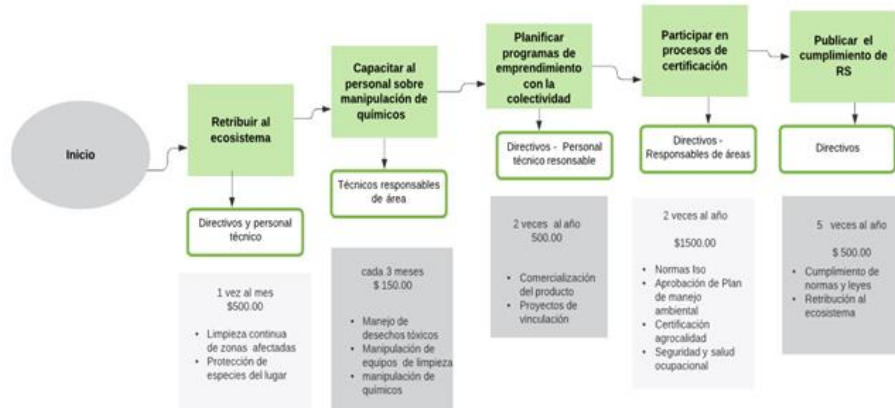 Inicio
Retribuir al
ecosistema
Directivos y personal
técnico
1 vez al mes
$500.00
• Limpieza continua
de zonas afectadas
• Protección de
especies del lugar
Capacitar al
personal sobre
manipulación de
químicos
Técnicos responsables
de área
cada 3 meses
$ 150.00
• Manejo de
desechos tóxicos
• Manipulación de
equipos de limpieza
• manipulación de
químicos
Planificar
programas de
emprendimiento
con la
colectividad
Directivos - Personal
técnico resonsable
2 veces al año
500.00
• Comercialización
del producto
• Proyectos de
vinculación
Participar en
procesos de
certificación
Directivos -
Responsables de áreas
2 veces al año
$1500.00
• Normas Iso
• Aprobación de Plan
de manejo
ambiental
• Certificación
agrocalidad
• Seguridad y salud
ocupacional
Publicar el
cumplimiento de
RS
Directivos
5 veces al año
$ 500.00
• Cumplimiento de
normas y leyes
• Retribución al
ecosistema